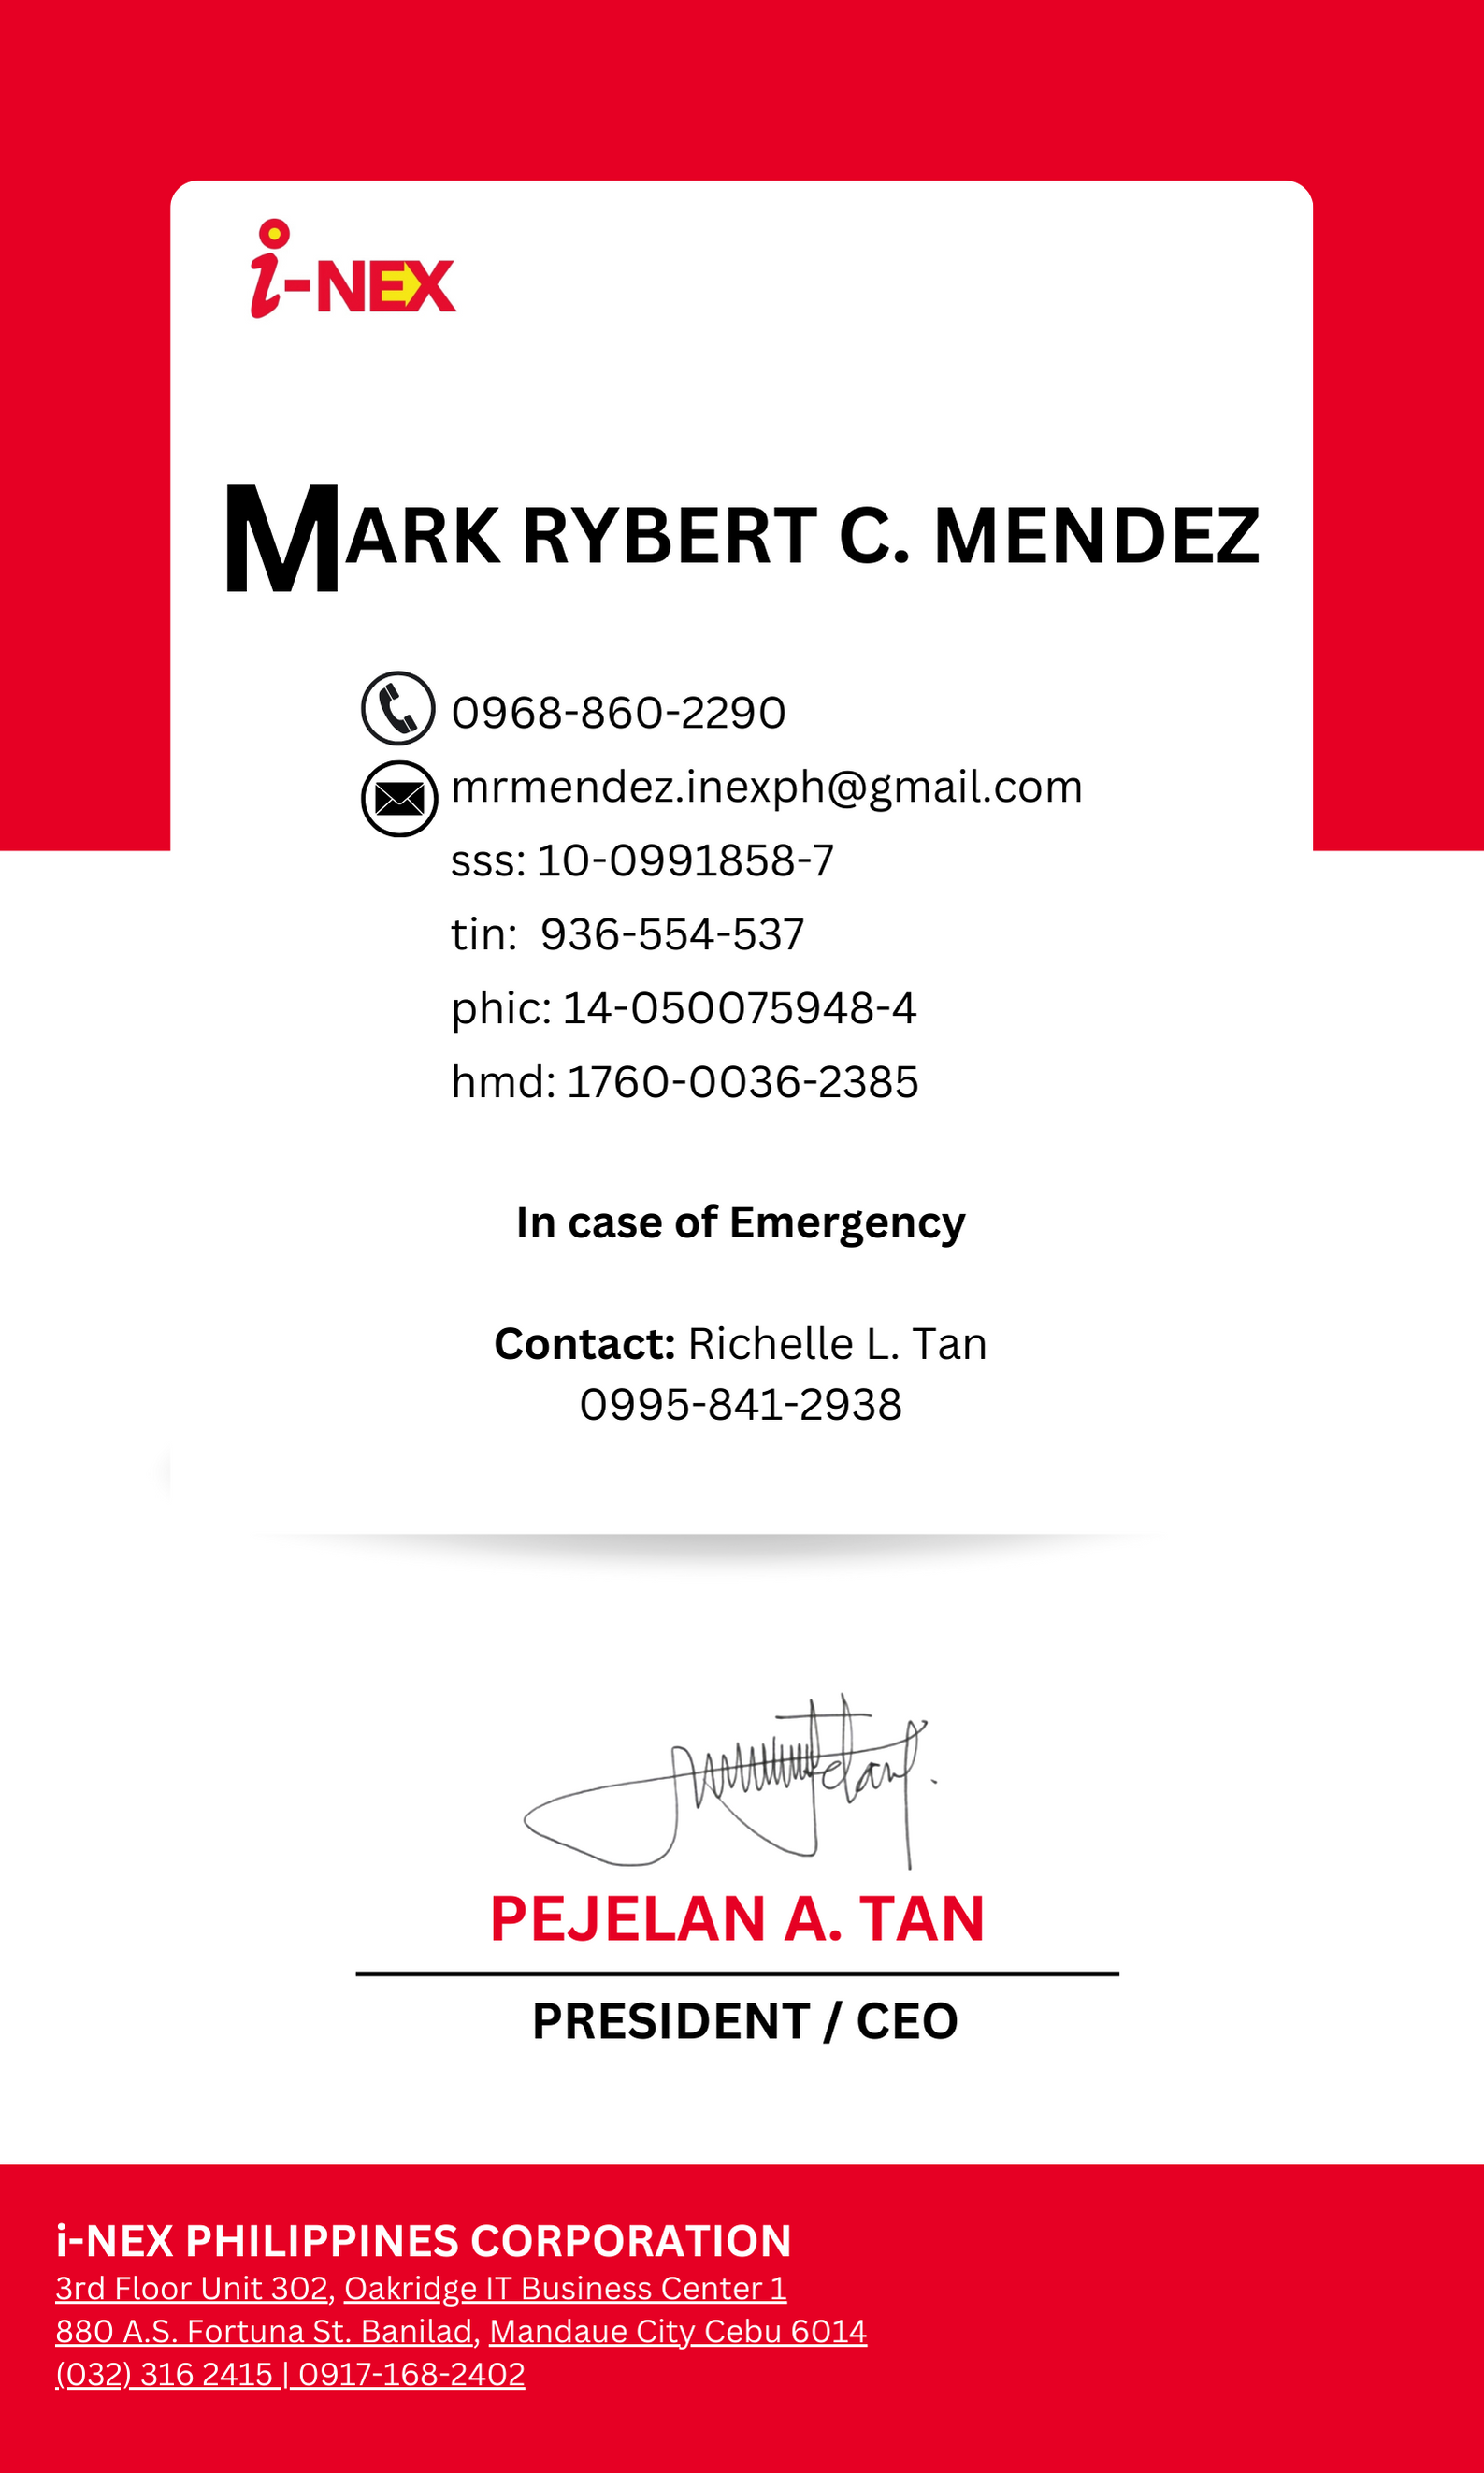 i-NEX
MARK RYBERT C. MENDEZ
0968-860-2290
mrmendez.inexph@gmail.com
sss: 10-0991858-7
tin: 936-554-537
phic: 14-050075948-4
hmd: 1760-0036-2385
In case of Emergency
Contact: Richelle L. Tan
0995-841-2938
PEJELAN A. TAN
PRESIDENT / CEO
i-NEX PHILIPPINES CORPORATION
3rd Floor Unit 302, Oakridge IT Business Center 1
880 A.S. Fortuna St. Banilad, Mandaue City Cebu 6014
(032) 316 2415 | 0917-168-2402